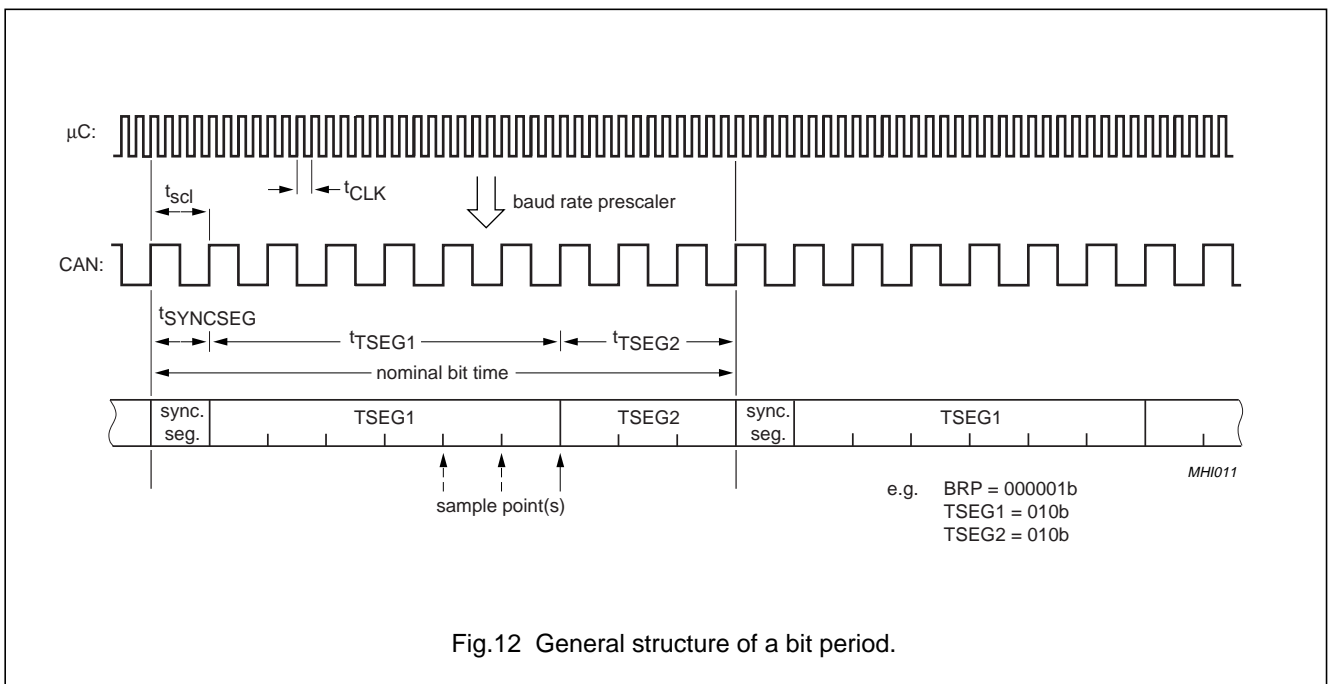 µC:
tscl
tCLK
baud rate prescaler
CAN:
tSYNCSEG
tTSEG1
tTSEG2
nominal bit time
sync.
seg.
TSEG1
TSEG2
sync.
seg.
TSEG1
sample point(s)
MHI011
e.g. BRP = 000001b
TSEG1 = 010b
TSEG2 = 010b
Fig.12 General structure of a bit period.